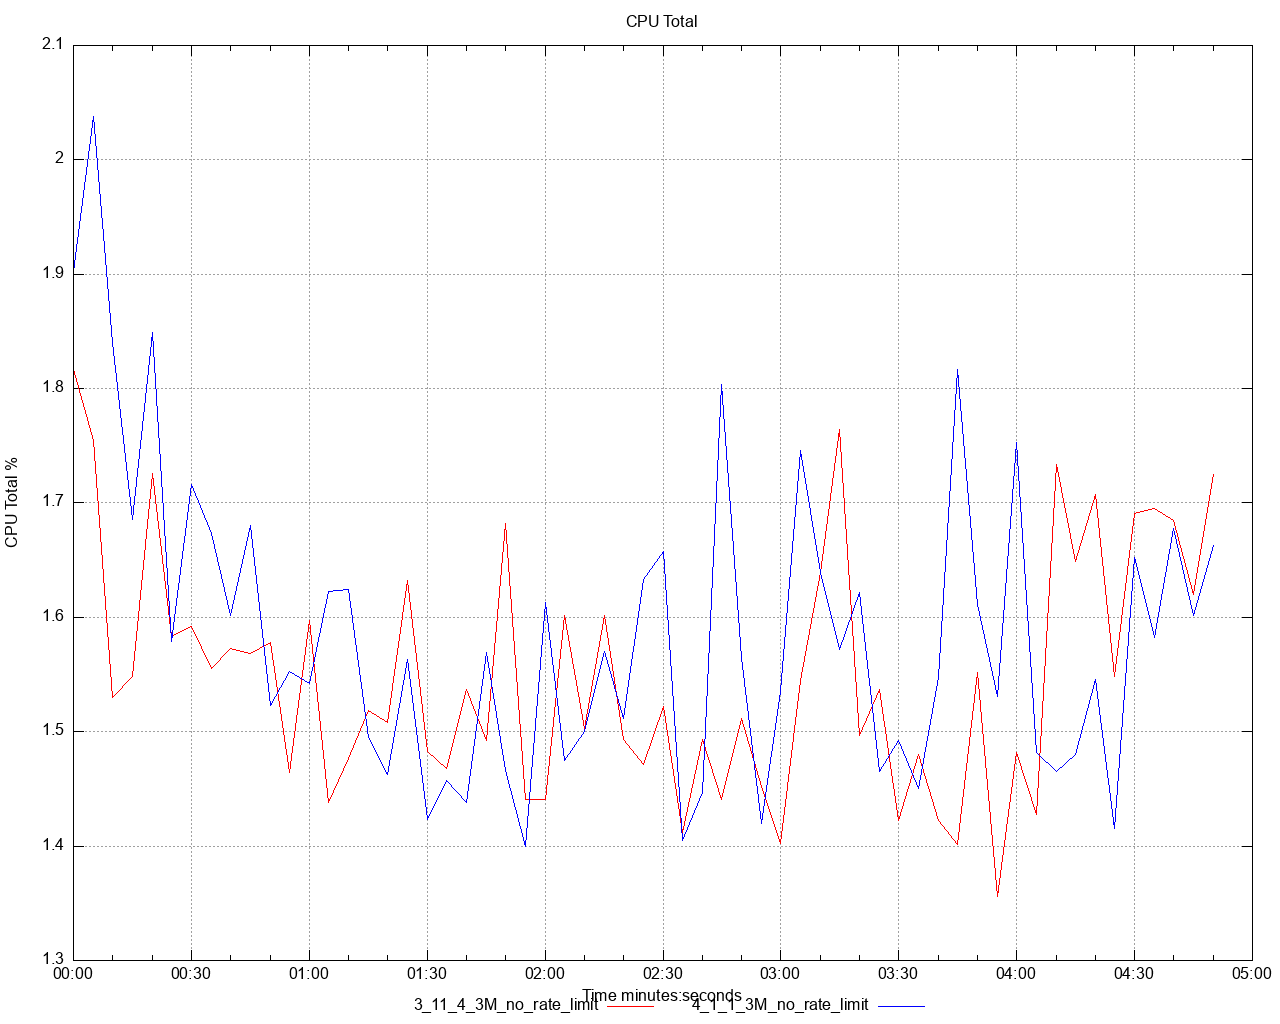 CPU Total
2.1
2
1.9
1.8
1.7
1.6
1.5
1.4
1.3
CPU Total %
00:00 00:30 01:00 01:30 02:00 02:30 03:00 03:30 04:00 04:30 05:00
Time minutes:seconds
3_11_4_3M_no_rate_limit 4_1_1_3M_no_rate_limit